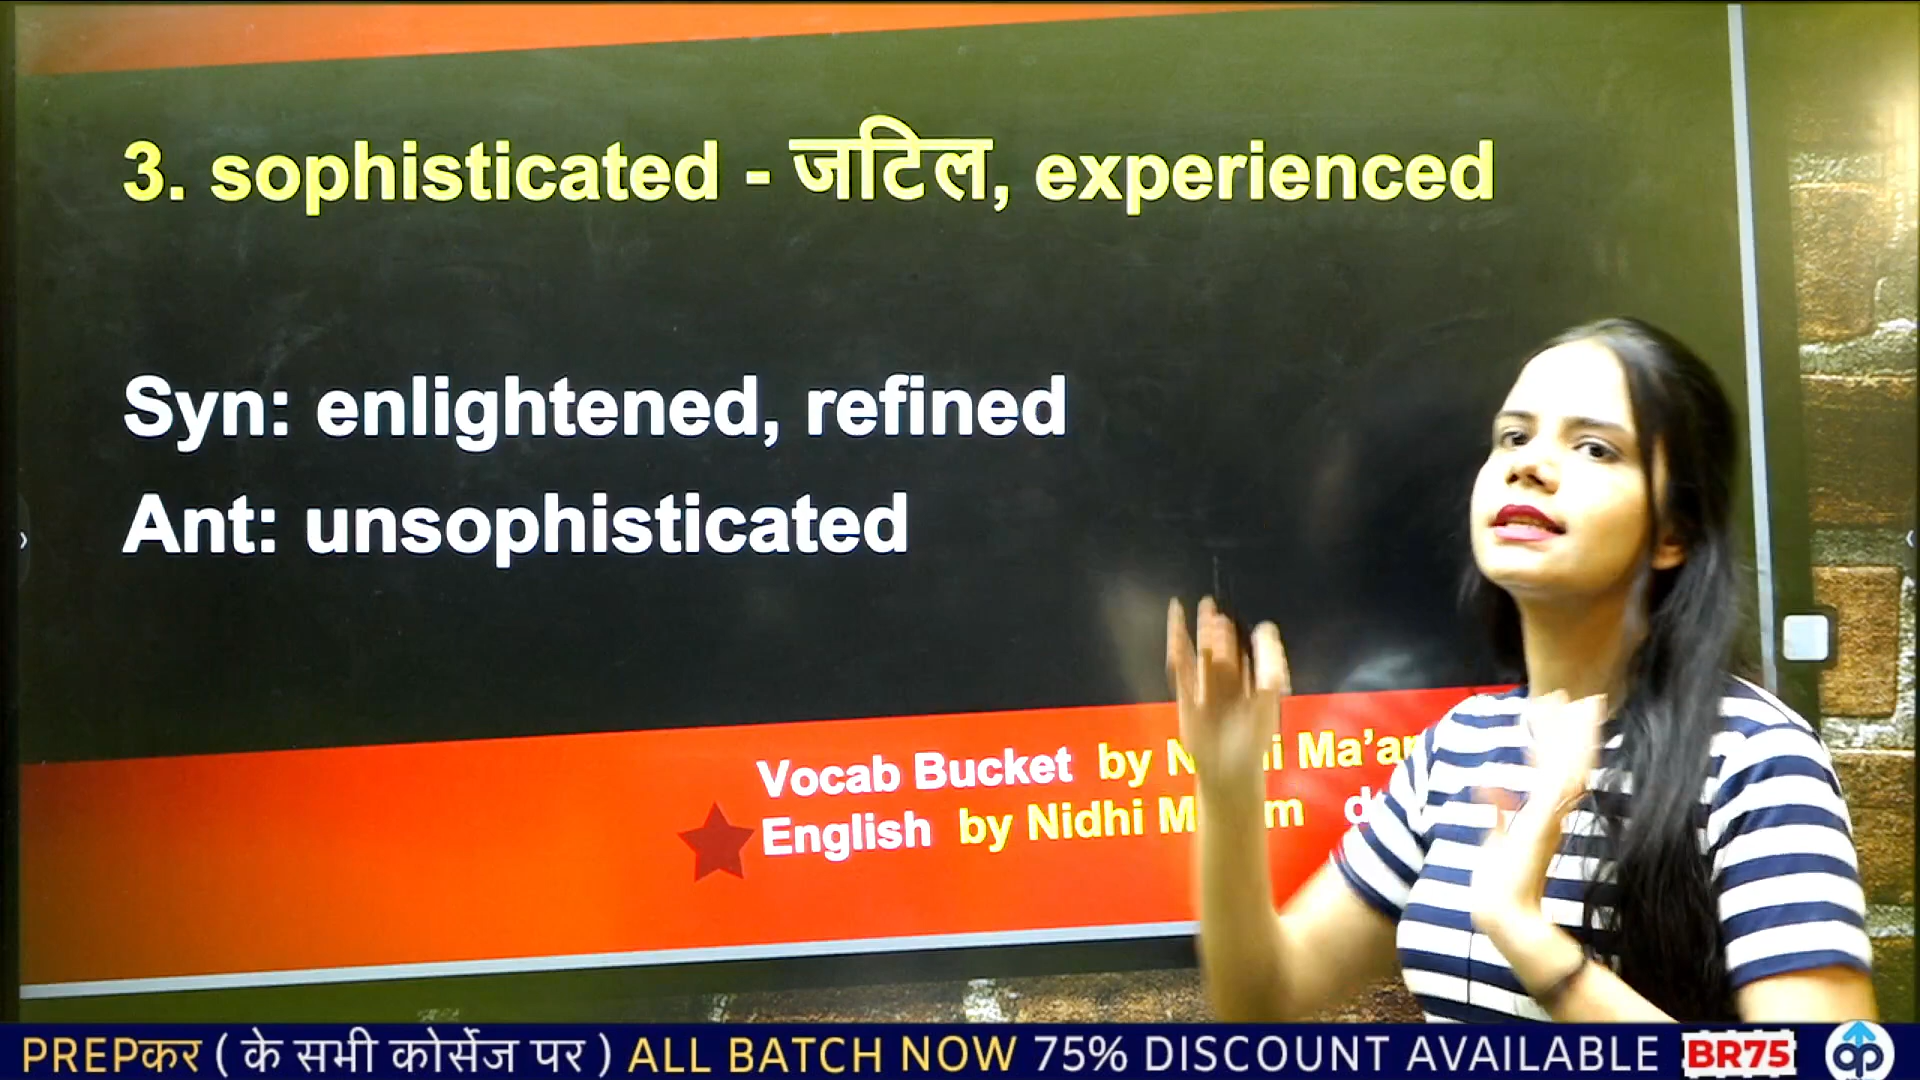 3. sophisticated - जटिल, experienced
Syn: enlightened, refined
Ant: unsophisticated
Vocab Bucket by Ma’
English by Nidhi
PREPकर ( के सभी कोर्सेज पर ) ALL BATCH NOW 75% DISCOUNT AVAILABLE BR75